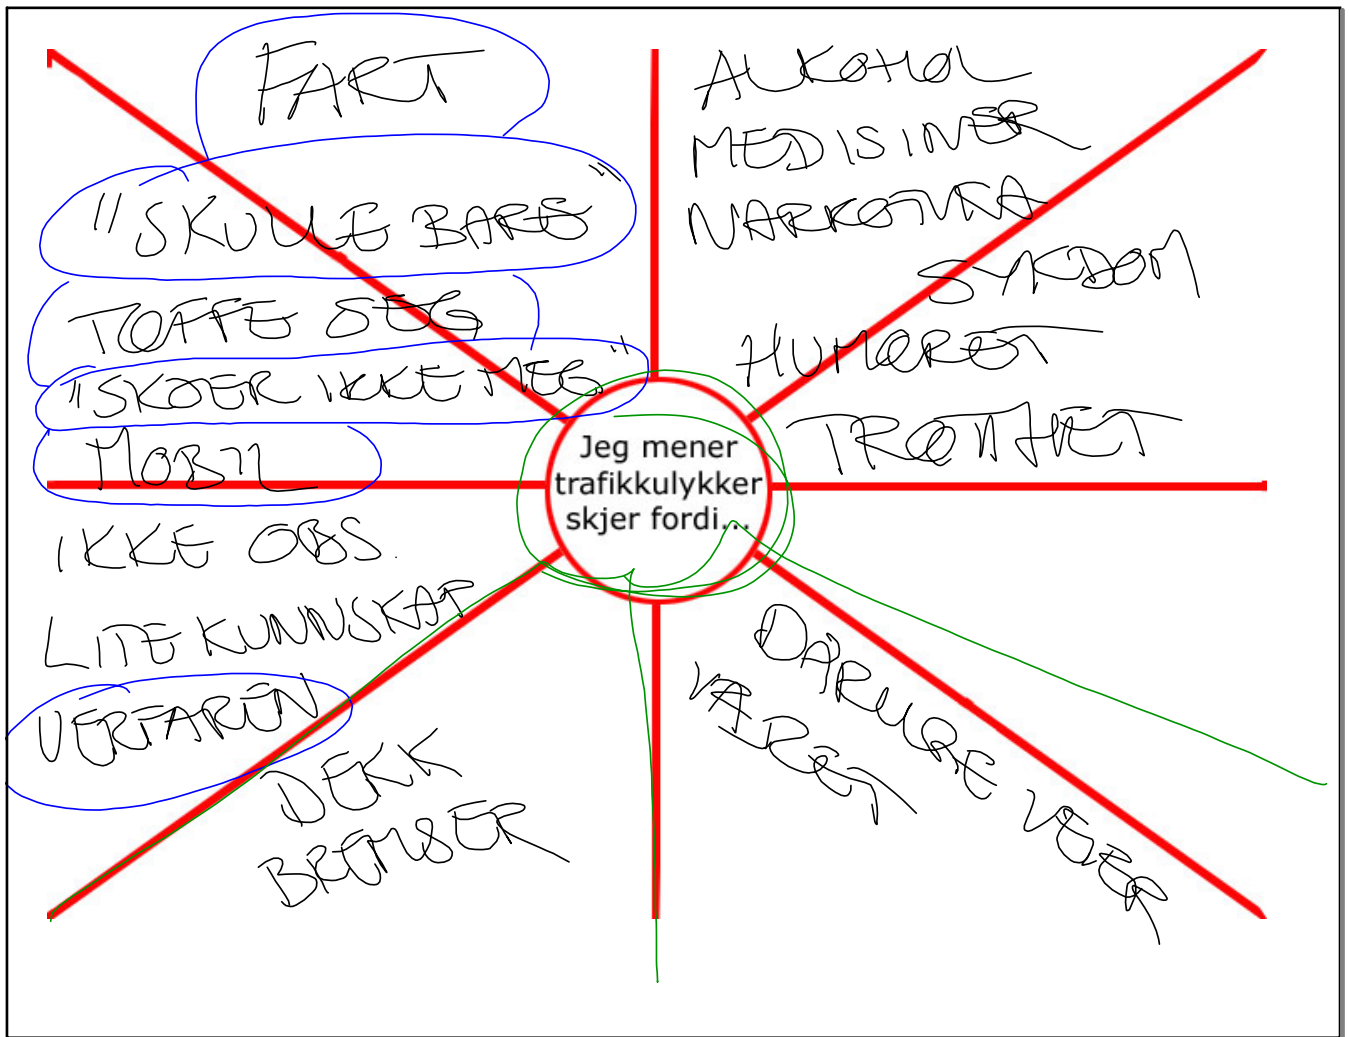 FART
"SKULLE BARE"
TØFFE SEG
"SKJER IKKE MEG"
MOBIL
IKKE OBS.
LITE KUNNSKAP
UERFAREN
DEKK
BREMSER
ALKOHOL
MEDISINER
NARKOTIKA
SYKDOM
HUMØRET
TRØTTHET
Jeg mener
trafikkulykker
skjer fordi...
DÅRLIGE VEIER
VÆRET